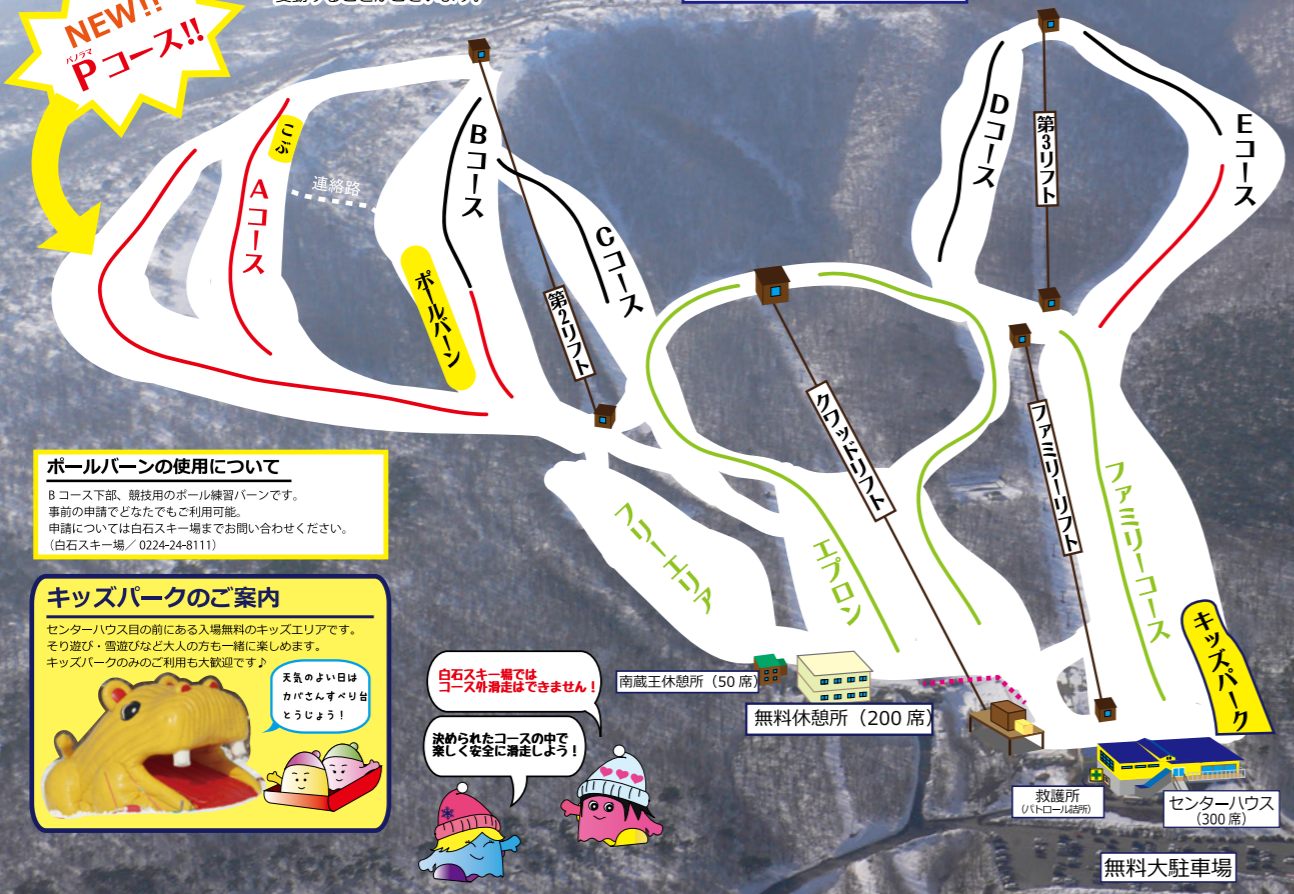 NEW!!
パノラマ
Pコース!!
変動することがございます。
こぶ
Aコース
連絡路
Bコース
Cコース
ポールバーン
第2リフト
Dコース
第3リフト
Eコース
クワッドリフト
ファミリーリフト
ファミリーコース
フリーエリア
エプロン
キッズパーク
ポールバーンの使用について
Bコース下部、競技用のポール練習バーンです。
事前の申請でどなたでもご利用可能。
申請については白石スキー場までお問い合わせください。
(白石スキー場／0224-24-8111)
キッズパークのご案内
センターハウス目の前にある入場無料のキッズエリアです。
そり遊び・雪遊びなど大人の方も一緒に楽しめます。
キッズパークのみのご利用も大歓迎です♪
天気のよい日は
カバさんすべり台
とうじょう！
白石スキー場では
コース外滑走はできません！
決められたコースの中で
楽しく安全に滑走しよう！
南蔵王休憩所（50席）
無料休憩所（200席）
救護所
(パトロール詰所)
センターハウス
(300席)
無料大駐車場